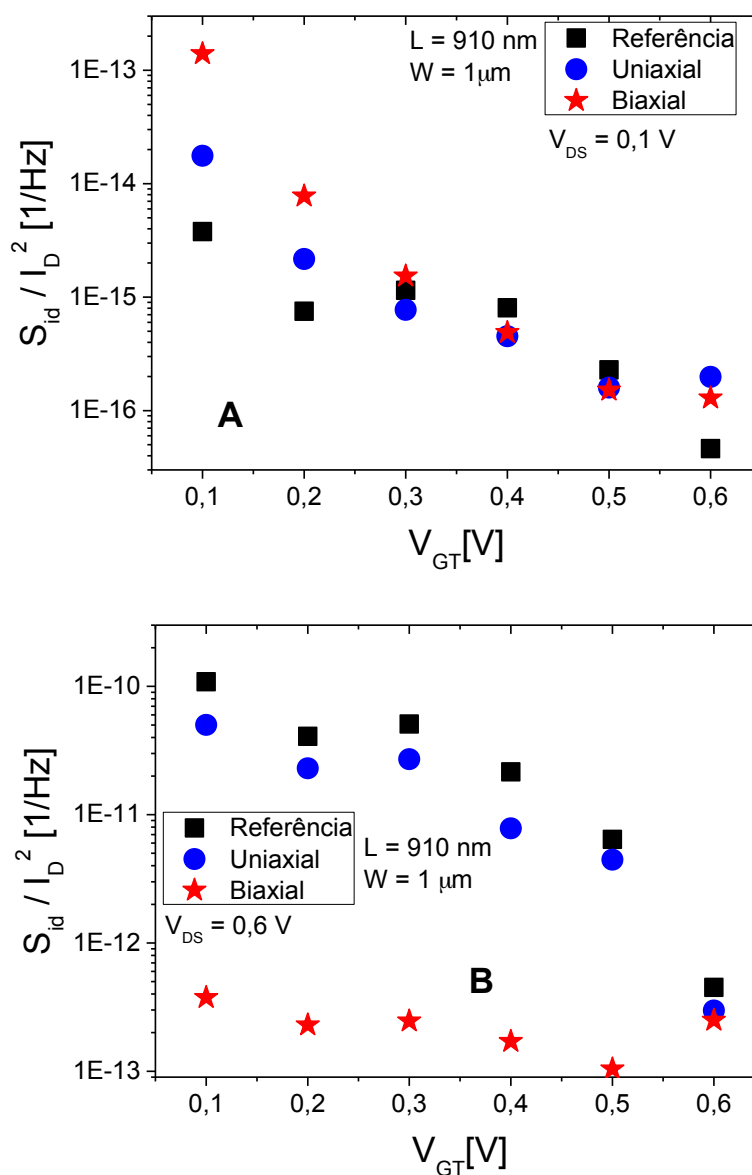 L = 910 nm
W = 1μm
Referência
Uniaxial
Biaxial
V_DS = 0,1 V
S_id / I_D^2 [1/Hz]
1E-13
1E-14
1E-15
1E-16
A
0,1 0,2 0,3 0,4 0,5 0,6
V_GT[V]
1E-10
1E-11
1E-12
1E-13
S_id / I_D^2 [1/Hz]
Referência
Uniaxial
Biaxial
L = 910 nm
W = 1 μm
V_DS = 0,6 V
B
0,1 0,2 0,3 0,4 0,5 0,6
V_GT[V]